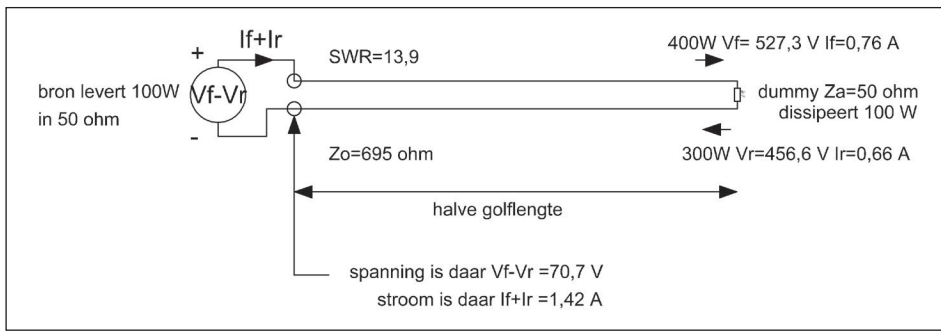 If+Ir
+
SWR=13,9
400W Vf= 527,3 V If=0,76 A
bron levert 100W
in 50 ohm
Vf-Vr
dummy Za=50 ohm
dissipeert 100 W
-
Zo=695 ohm
300W Vr=456,6 V Ir=0,66 A
halve golflengte
spanning is daar Vf-Vr =70,7 V
stroom is daar If+Ir =1,42 A